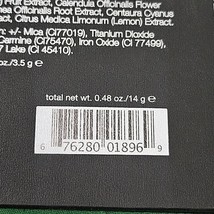 ) Fruit Extract, Calendula Officinalis Flower
Officinalis Root Extract, Centaura Cyanus
Extract, Citrus Medica Limonum (Lemon) Extract.
n: +/- Mica (CI77019), Titanium Dioxide
Carmine (CI75470), Iron Oxide (CI 77499),
7 Lake (CI 45410).
oz./3.5 g ℮
total net wt. 0.48 oz./14 g ℮
6 76280 01896 9